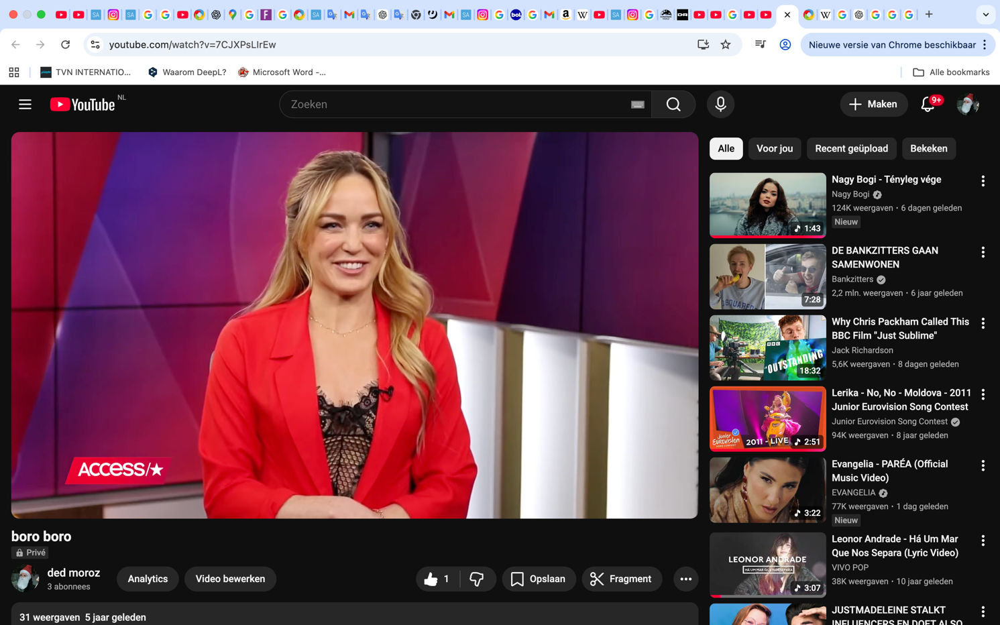 youtube.com/watch?v=7CJXPsLlrEw
Nieuwe versie van Chrome beschikbaar
TVN INTERNATIO...
Waarom DeepL?
Microsoft Word -...
Alle bookmarks
YouTube NL
Zoeken
Maken
9+
Alle
Voor jou
Recent geüpload
Bekeken
ACCESS/★
boro boro
Privé
ded moroz
3 abonnees
Analytics
Video bewerken
1
Opslaan
Fragment
31 weergaven 5 jaar geleden
Nagy Bogi - Tényleg vége
Nagy Bogi
124K weergaven • 6 dagen geleden
Nieuw
1:43
DE BANKZITTERS GAAN
SAMENWONEN
Bankzitters
2,2 mln. weergaven • 6 jaar geleden
7:28
Why Chris Packham Called This
BBC Film "Just Sublime"
Jack Richardson
5,6K weergaven • 8 dagen geleden
BBC
"OUTSTANDING
18:32
Lerika - No, No - Moldova - 2011
Junior Eurovision Song Contest
Junior Eurovision Song Contest
94K weergaven • 8 jaar geleden
Junior
Eurovision
SONG CONTEST
2011 - LIVE
2:51
Evangelia - PARÉA (Official
Music Video)
EVANGELIA
77K weergaven • 1 dag geleden
Nieuw
3:22
Leonor Andrade - Há Um Mar
Que Nos Separa (Lyric Video)
VIVO POP
38K weergaven • 10 jaar geleden
LEONOR ANDRADE
HÁ UM MAR QUE NOS SEPARA
3:07
JUSTMADELEINE STALKT
INFLUENCERS EN DOET ALSO